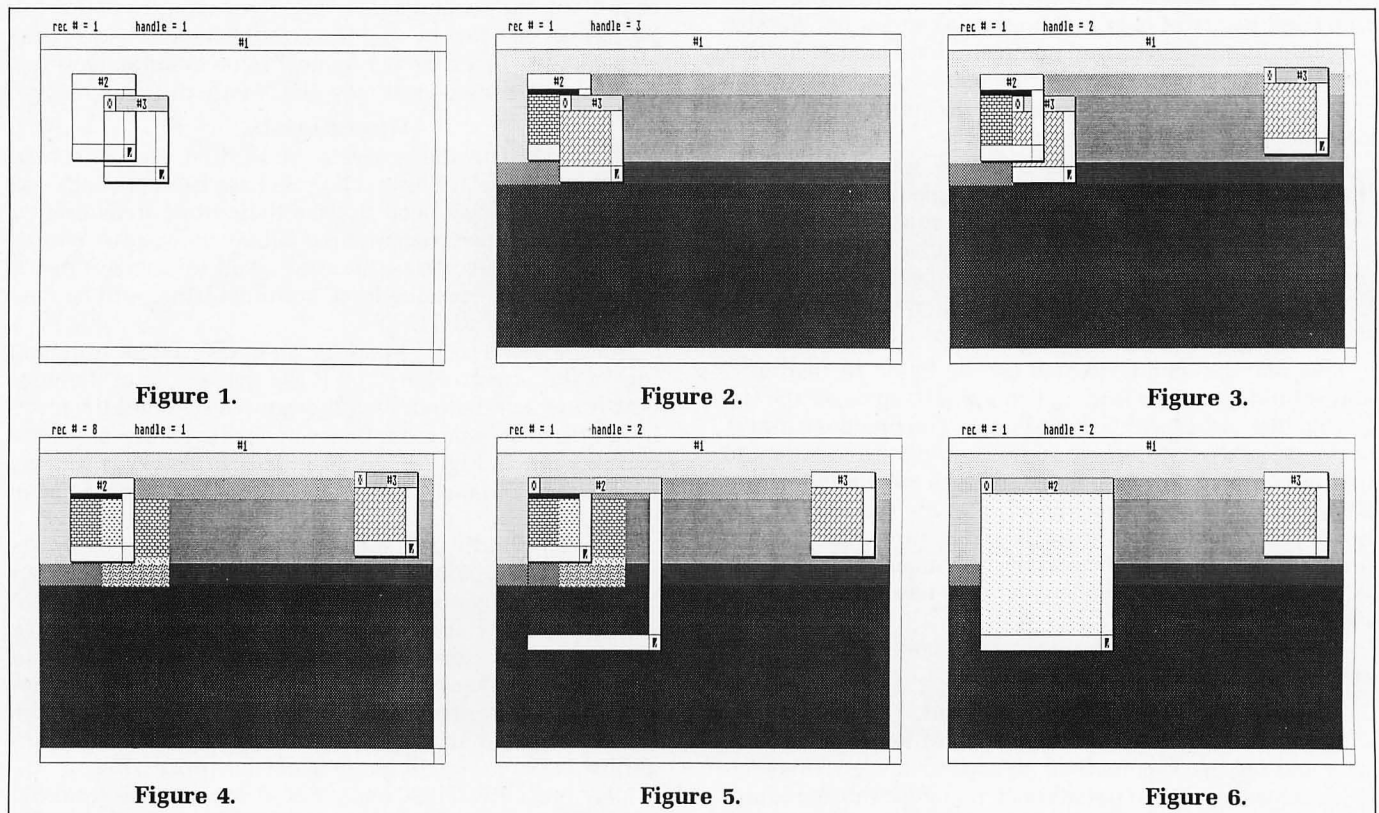 rec # = 1 handle = 1
#1
#2
#3
Figure 1.
rec # = 1 handle = 3
#1
#2
#3
Figure 2.
rec # = 1 handle = 2
#1
#2
#3
#3
Figure 3.
rec # = 8 handle = 1
#1
#2
#3
Figure 4.
rec # = 1 handle = 2
#1
#2
#3
Figure 5.
rec # = 1 handle = 2
#1
#2
#3
Figure 6.